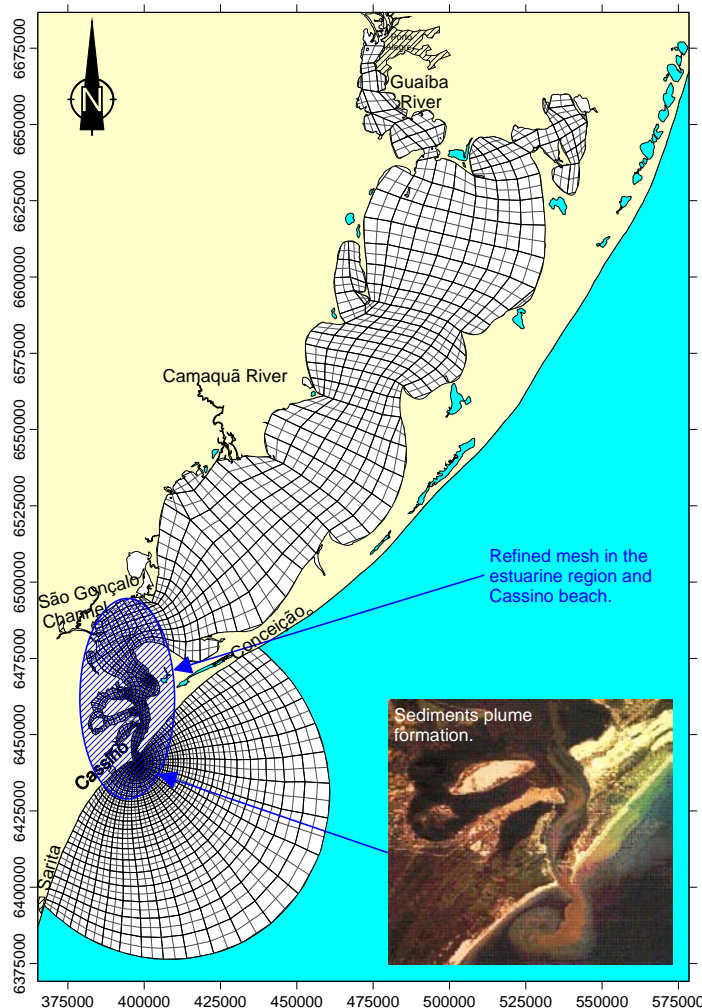 6675000
6650000
6625000
6600000
6575000
6550000
6525000
6500000
6475000
6450000
6425000
6400000
6375000
N
Porto
Alegre
Guaíba
River
Camaquã River
São Gonçalo
Channel
Conceição
Cassino
Sarita
Refined mesh in the
estuarine region and
Cassino beach.
Sediments plume
formation.
375000 400000 425000 450000 475000 500000 525000 550000 575000